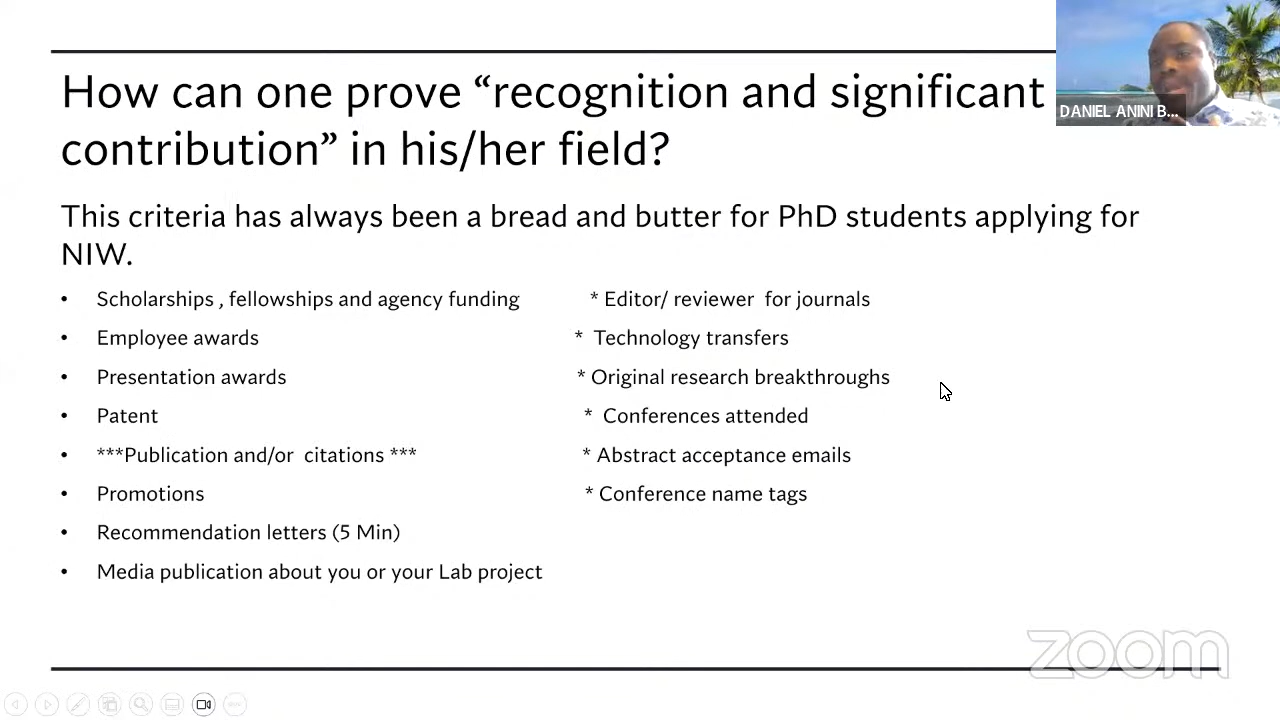 How can one prove “recognition and significant
contribution” in his/her field?
DANIEL ANINI B...
This criteria has always been a bread and butter for PhD students applying for
NIW.
• Scholarships , fellowships and agency funding
• Employee awards
• Presentation awards
• Patent
• ***Publication and/or citations ***
• Promotions
• Recommendation letters (5 Min)
• Media publication about you or your Lab project
* Editor/ reviewer for journals
* Technology transfers
* Original research breakthroughs
* Conferences attended
* Abstract acceptance emails
* Conference name tags
zoom